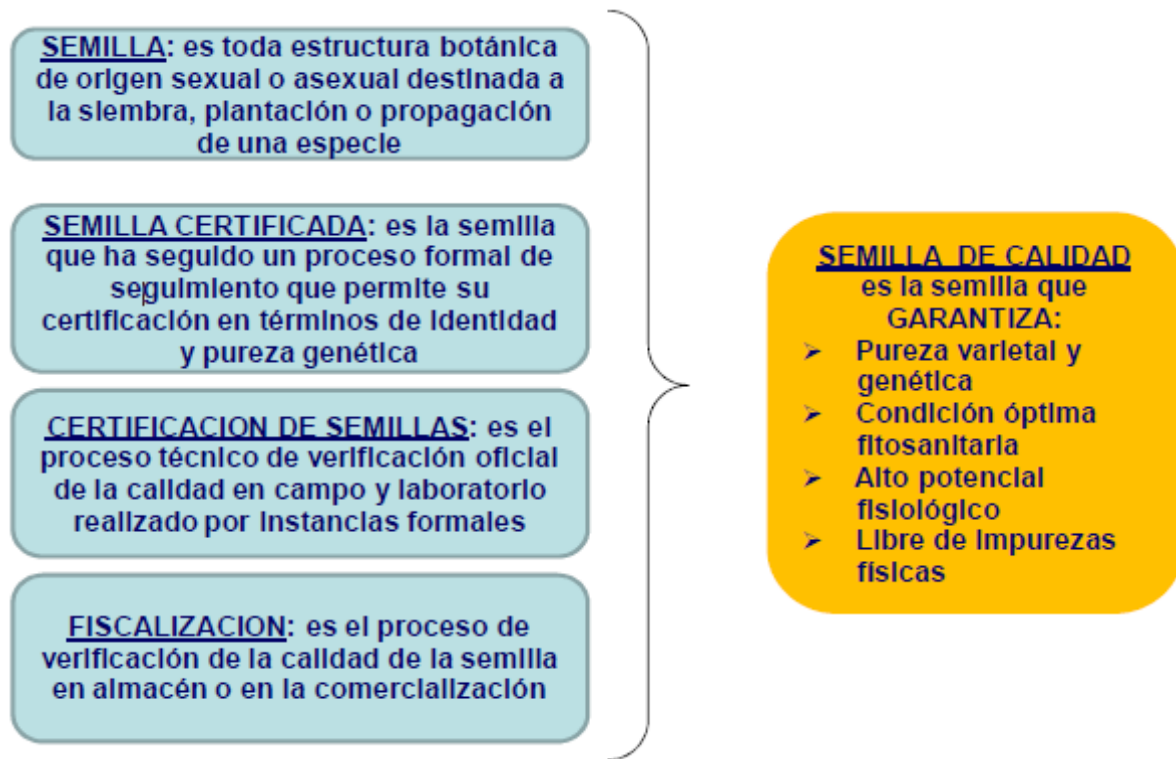 SEMILLA: es toda estructura botánica
de origen sexual o asexual destinada a
la siembra, plantación o propagación
de una especie
SEMILLA CERTIFICADA: es la semilla
que ha seguido un proceso formal de
seguimiento que permite su
certificación en términos de identidad
y pureza genética
CERTIFICACION DE SEMILLAS: es el
proceso técnico de verificación oficial
de la calidad en campo y laboratorio
realizado por instancias formales
FISCALIZACION: es el proceso de
verificación de la calidad de la semilla
en almacén o en la comercialización
SEMILLA DE CALIDAD
es la semilla que
GARANTIZA:
➢ Pureza varietal y
genética
➢ Condición óptima
fitosanitaria
➢ Alto potencial
fisiológico
➢ Libre de impurezas
físicas